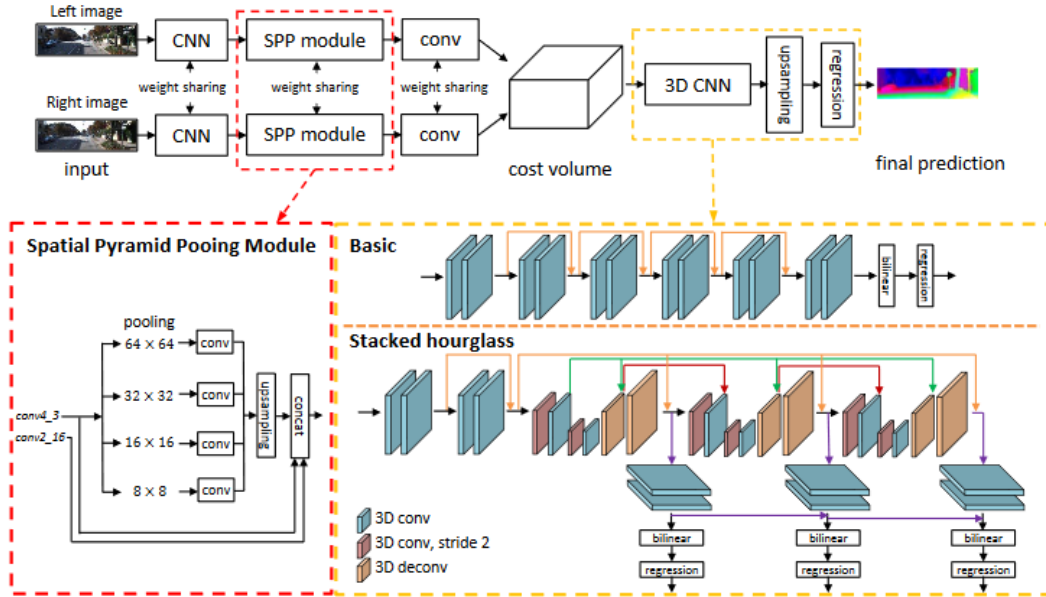 Left image
CNN
SPP module
conv
weight sharing
weight sharing
weight sharing
Right image
CNN
SPP module
conv
input
cost volume
3D CNN
upsampling
regression
final prediction
Spatial Pyramid Pooing Module
pooling
64 × 64
conv
32 × 32
conv
16 × 16
conv
8 × 8
conv
conv4_3
conv2_16
upsampling
concat
Basic
bilinear
regression
Stacked hourglass
3D conv
3D conv, stride 2
3D deconv
bilinear
bilinear
bilinear
regression
regression
regression